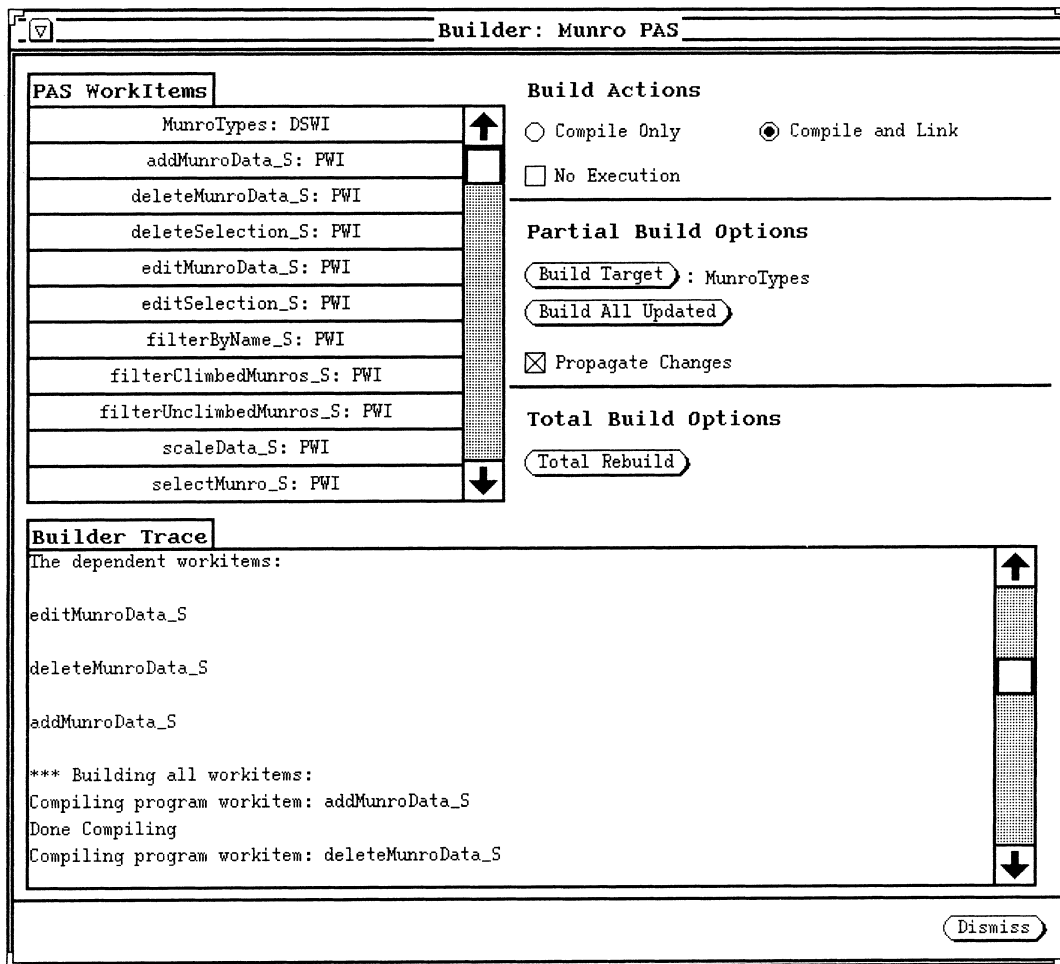 Builder: Munro PAS
PAS WorkItems
MunroTypes: DSWI
addMunroData_S: PWI
deleteMunroData_S: PWI
deleteSelection_S: PWI
editMunroData_S: PWI
editSelection_S: PWI
filterByName_S: PWI
filterClimbedMunros_S: PWI
filterUnclimbedMunros_S: PWI
scaleData_S: PWI
selectMunro_S: PWI
Build Actions
Compile Only Compile and Link
No Execution
Partial Build Options
Build Target : MunroTypes
Build All Updated
Propagate Changes
Total Build Options
Total Rebuild
Builder Trace
The dependent workitems:
editMunroData_S
deleteMunroData_S
addMunroData_S
*** Building all workitems:
Compiling program workitem: addMunroData_S
Done Compiling
Compiling program workitem: deleteMunroData_S
Dismiss